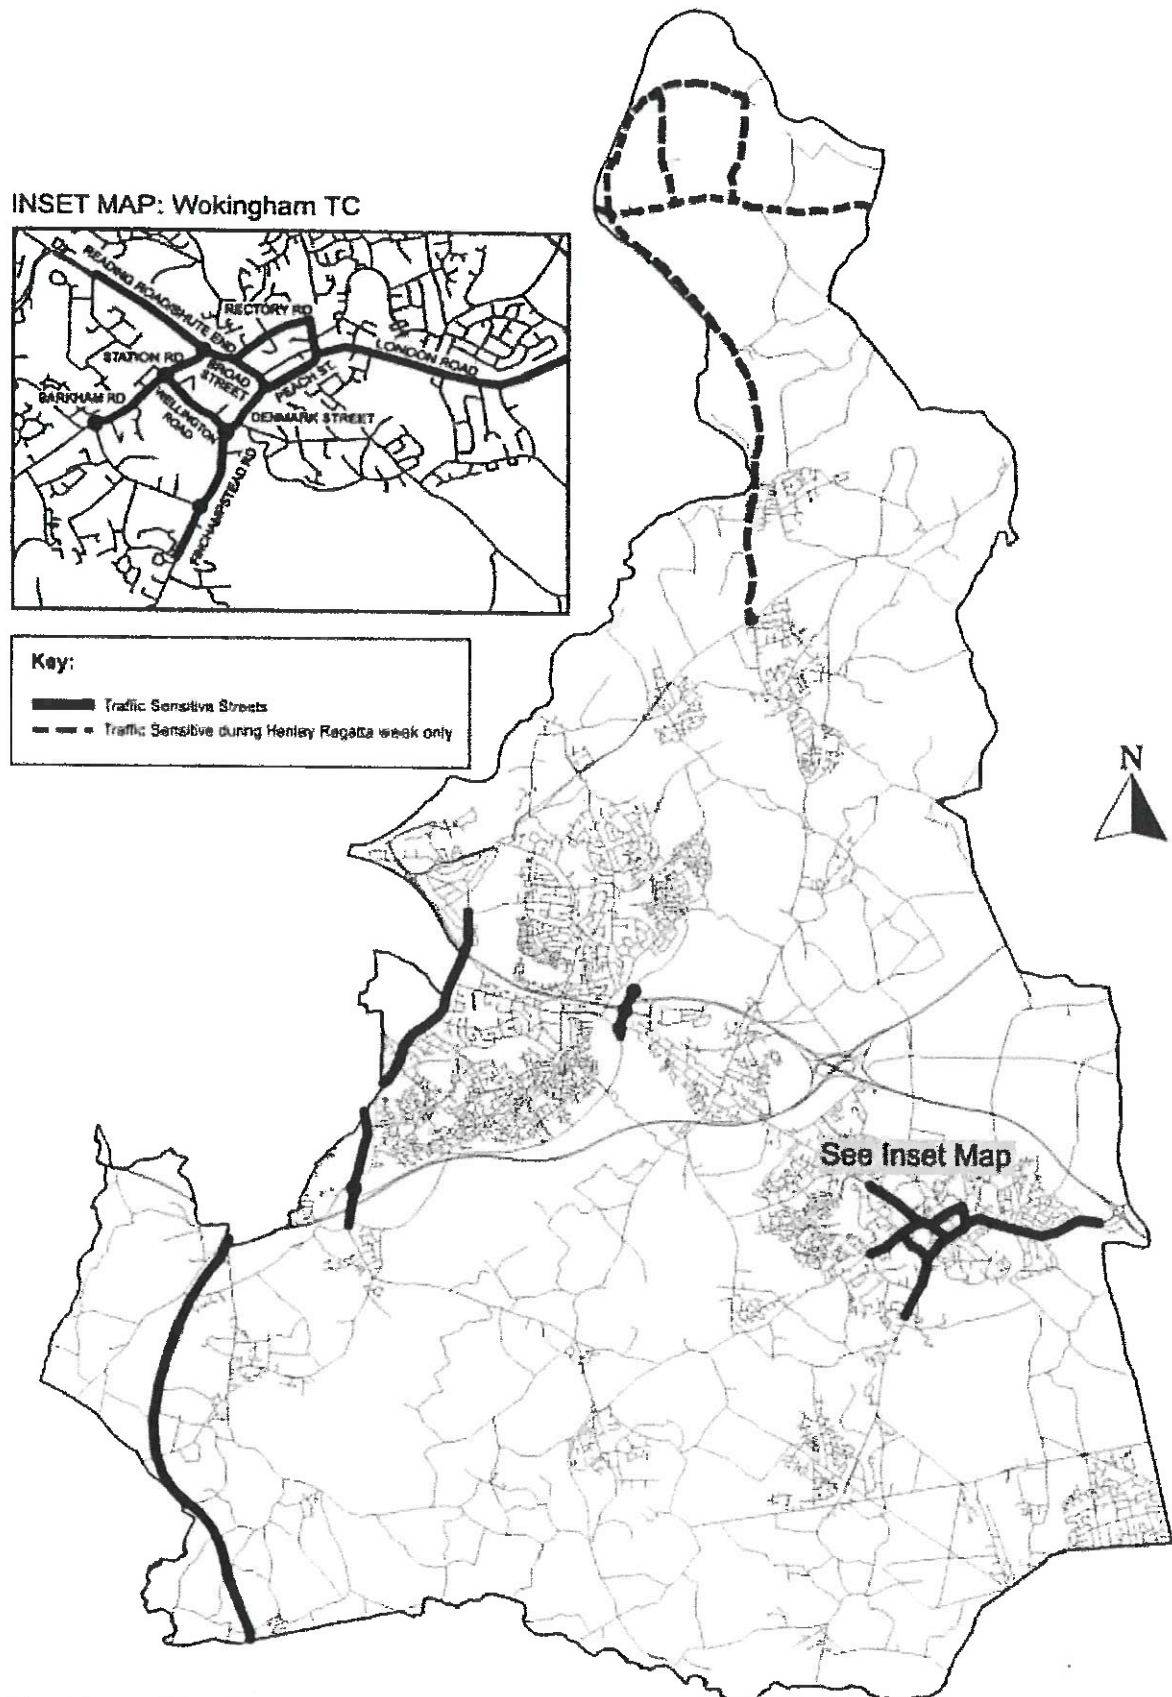 INSET MAP: Wokingham TC
READING ROAD/SHUTE END
RECTORY RD
STATION RD
BROAD
STREET
PEACH ST.
LONDON ROAD
BARKHAM RD
WELLINGTON
ROAD
DENMARK STREET
FINCHAMPSTEAD RD
Key:
Traffic Sensitive Streets
Traffic Sensitive during Henley Regatta week only
N
See Inset Map